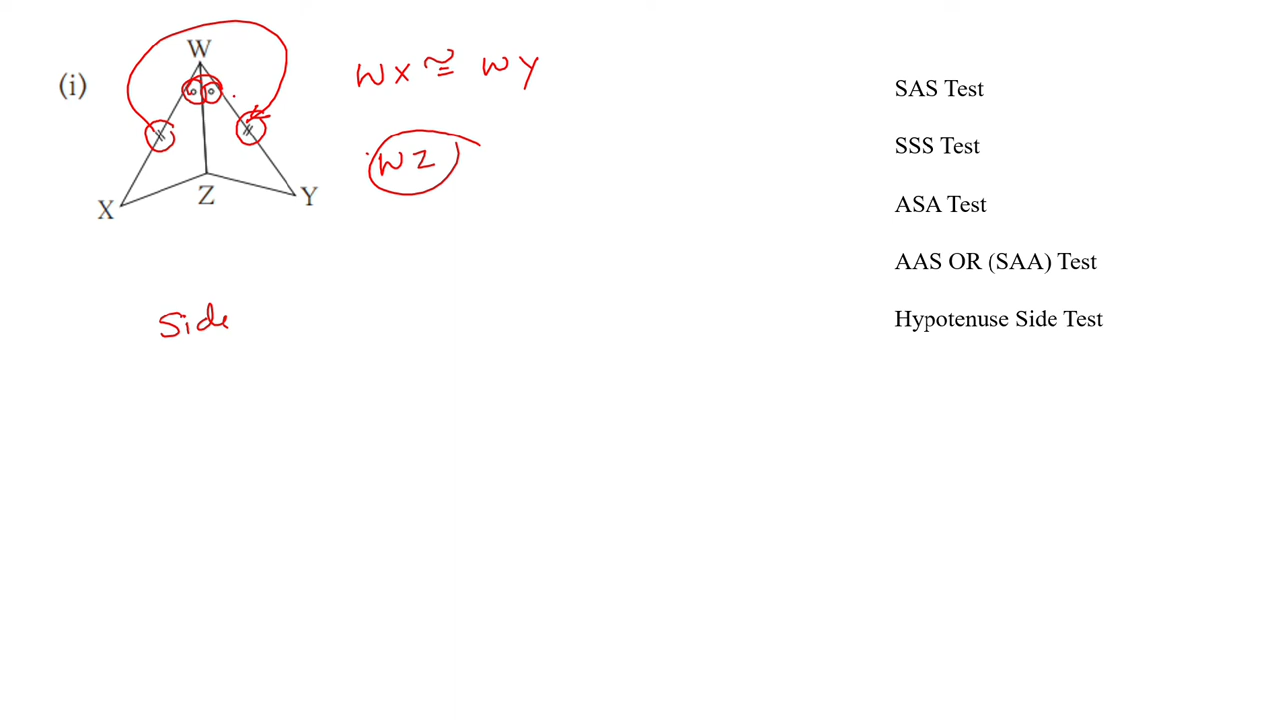 W
(i)
WX ≅ WY
SAS Test
SSS Test
WZ
X
Z
Y
ASA Test
AAS OR (SAA) Test
Side
Hypotenuse Side Test